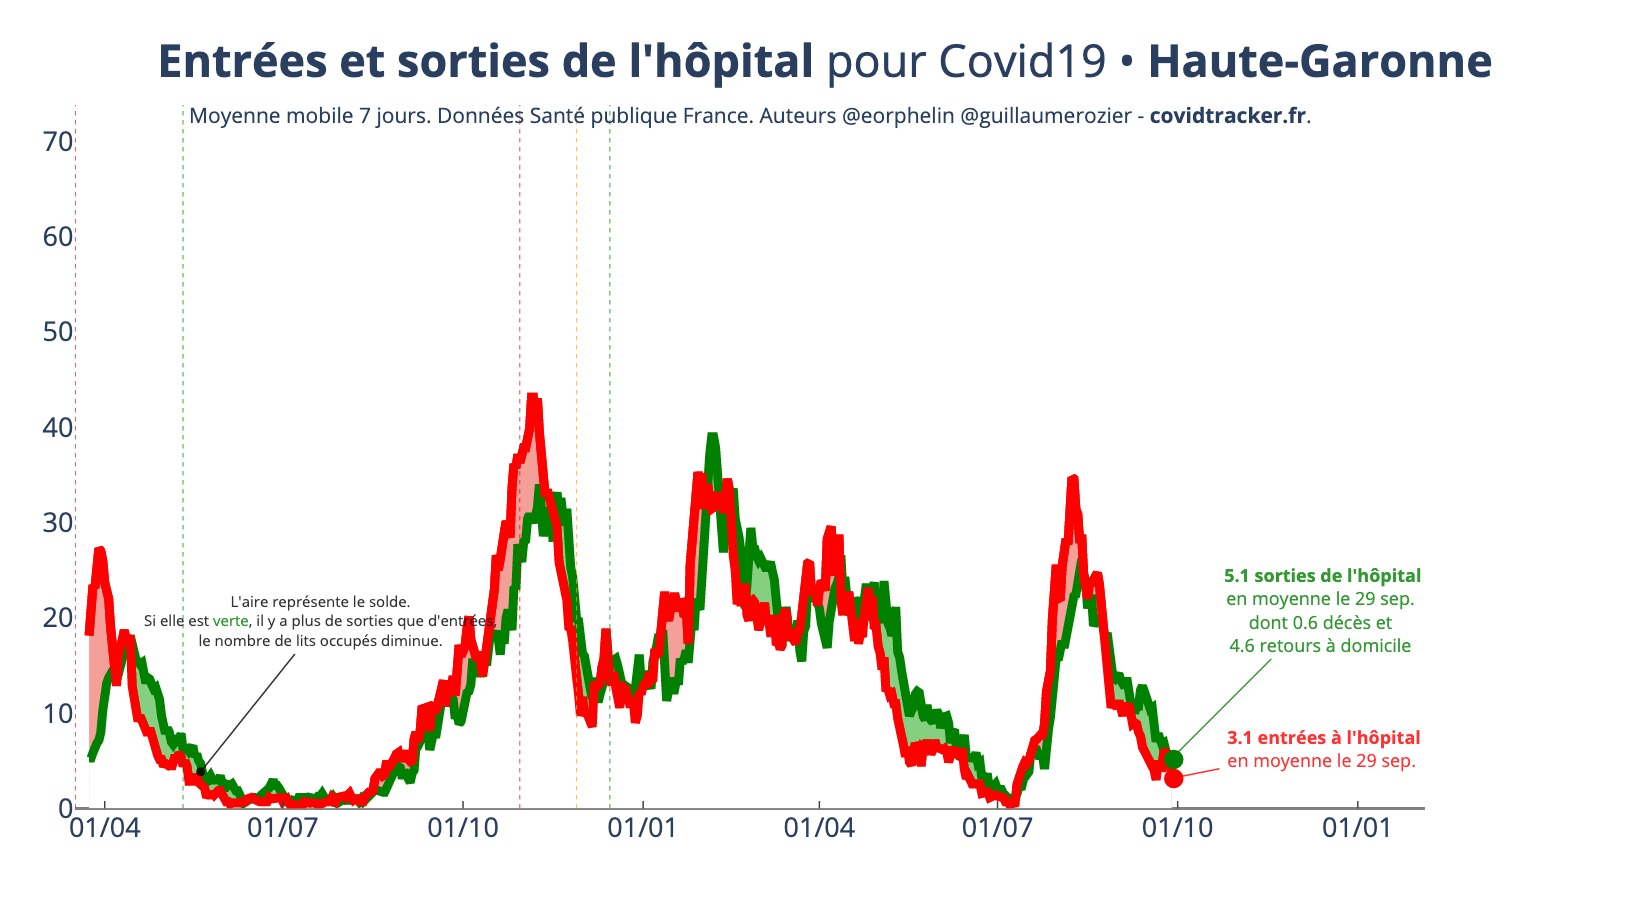 Entrées et sorties de l'hôpital pour Covid19 • Haute-Garonne
Moyenne mobile 7 jours. Données Santé publique France. Auteurs @eorphelin @guillaumerozier - covidtracker.fr.
70
60
50
40
30
20
10
0
L'aire représente le solde.
Si elle est verte, il y a plus de sorties que d'entrées,
le nombre de lits occupés diminue.
5.1 sorties de l'hôpital
en moyenne le 29 sep.
dont 0.6 décès et
4.6 retours à domicile
3.1 entrées à l'hôpital
en moyenne le 29 sep.
01/04 01/07 01/10 01/01 01/04 01/07 01/10 01/01